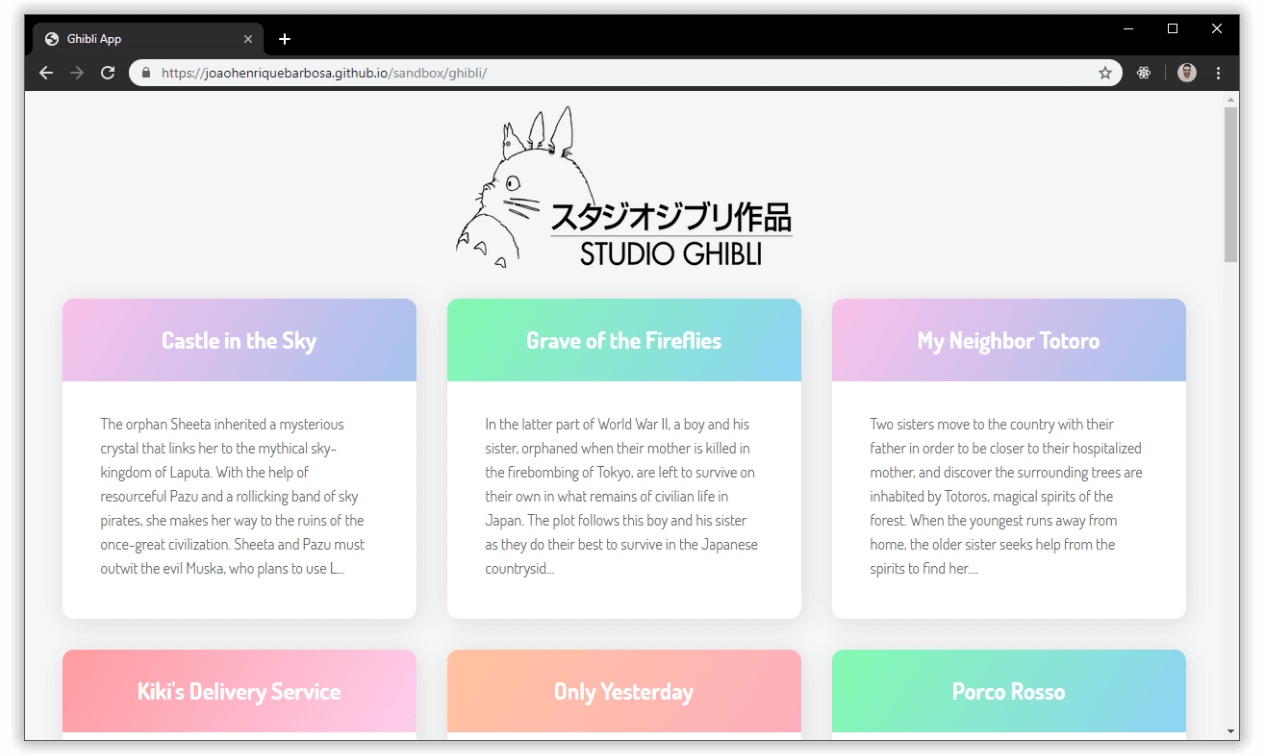 Ghibli App
https://joaohenriquebarbosa.github.io/sandbox/ghibli/
スタジオジブリ作品
STUDIO GHIBLI
Castle in the Sky
The orphan Sheeta inherited a mysterious
crystal that links her to the mythical sky-
kingdom of Laputa. With the help of
resourceful Pazu and a rollicking band of sky
pirates, she makes her way to the ruins of the
once-great civilization. Sheeta and Pazu must
outwit the evil Muska, who plans to use L...
Grave of the Fireflies
In the latter part of World War II, a boy and his
sister, orphaned when their mother is killed in
the firebombing of Tokyo, are left to survive on
their own in what remains of civilian life in
Japan. The plot follows this boy and his sister
as they do their best to survive in the Japanese
countrysid...
My Neighbor Totoro
Two sisters move to the country with their
father in order to be closer to their hospitalized
mother, and discover the surrounding trees are
inhabited by Totoros, magical spirits of the
forest. When the youngest runs away from
home, the older sister seeks help from the
spirits to find her....
Kiki's Delivery Service
Only Yesterday
Porco Rosso